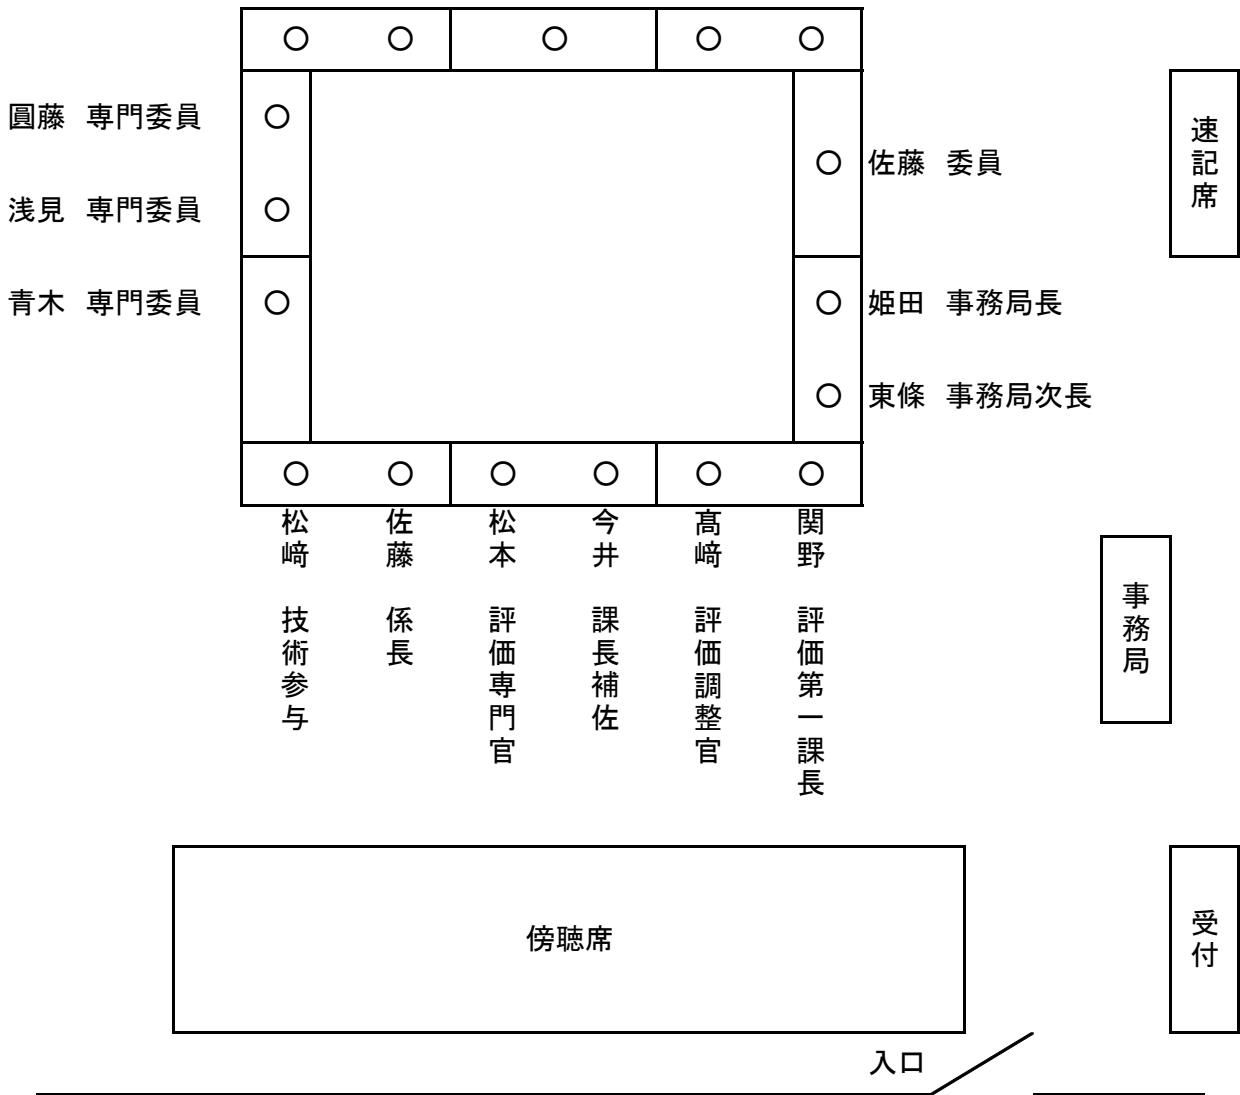 圓藤 専門委員
浅見 専門委員
青木 専門委員
佐藤 委員
姫田 事務局長
東條 事務局次長
速記席
松﨑 技術参与
佐藤 係長
松本 評価専門官
今井 課長補佐
髙﨑 評価調整官
関野 評価第一課長
事務局
傍聴席
受付
入口